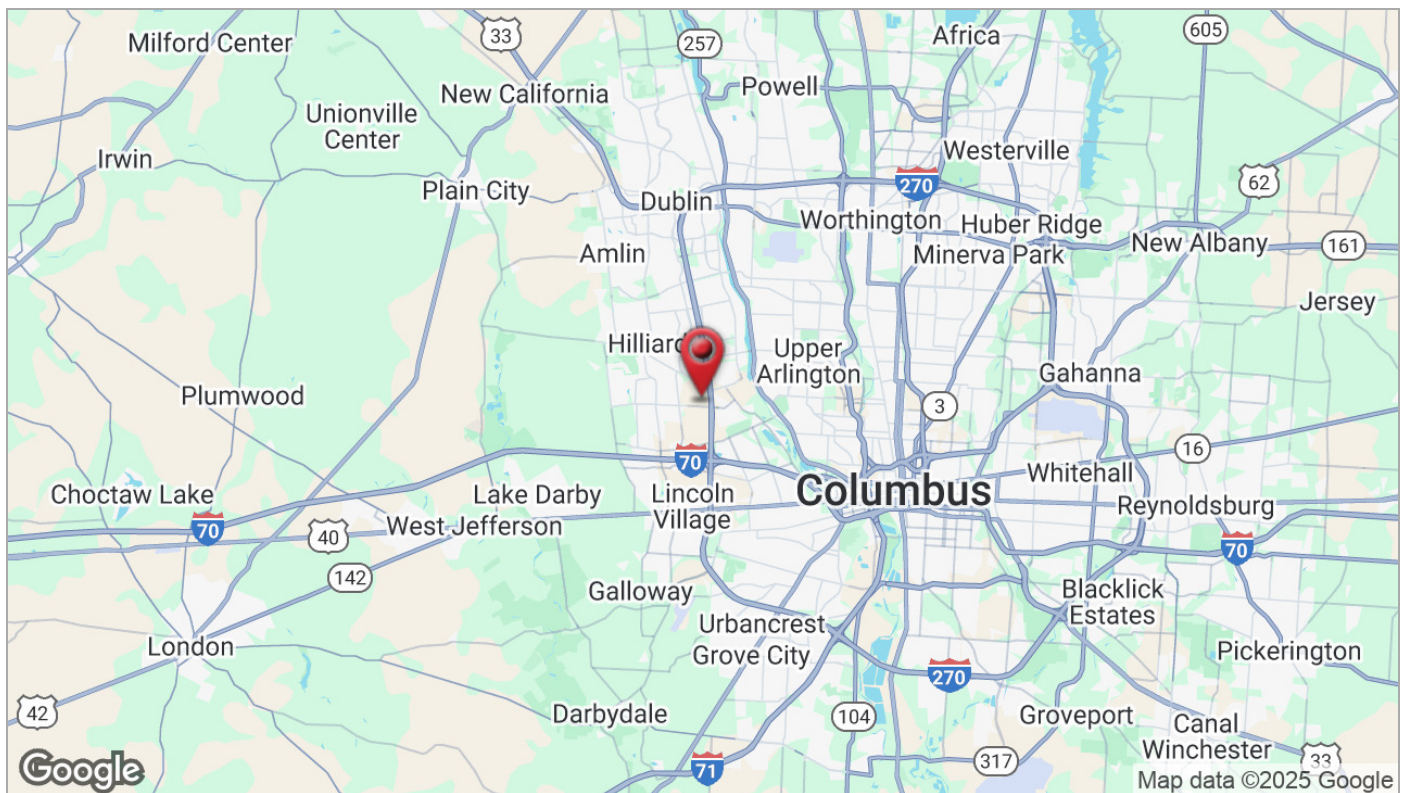 33
257
Africa
605
Milford Center
Powell
New California
Unionville
Center
Westerville
Irwin
270
62
Plain City
Dublin
Worthington
Huber Ridge
New Albany
161
Amlin
Minerva Park
Jersey
Hilliard
Upper
Arlington
Gahanna
Plumwood
3
16
70
Whitehall
Choctaw Lake
Lake Darby
Lincoln
Village
Columbus
Reynoldsburg
70
40
West Jefferson
70
142
Galloway
Blacklick
Estates
London
Urbancrest
Grove City
Pickerington
270
42
Darbydale
104
Groveport
Canal
Winchester
71
317
33
Google
Map data ©2025 Google